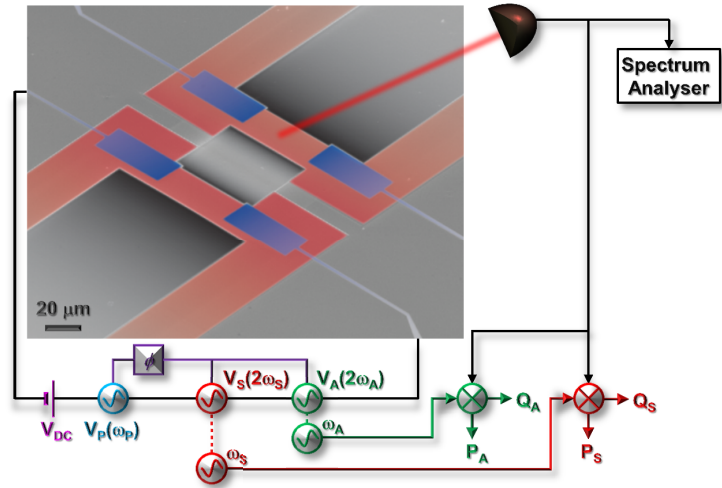 Spectrum
Analyser
20 μm
ϕ
V_S(2ω_S)
V_A(2ω_A)
V_DC
V_P(ω_P)
ω_A
ω_S
Q_A
P_A
Q_S
P_S